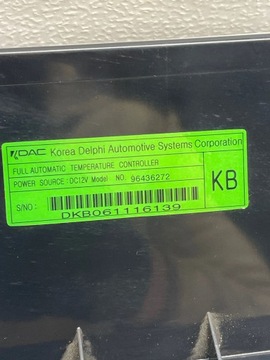 KDAC Korea Delphi Automotive Systems Corporation
FULL AUTOMATIC TEMPERATURE CONTROLLER
POWER SOURCE : DC12V Model NO. 96436272
KB
S/NO :
DKB061116139